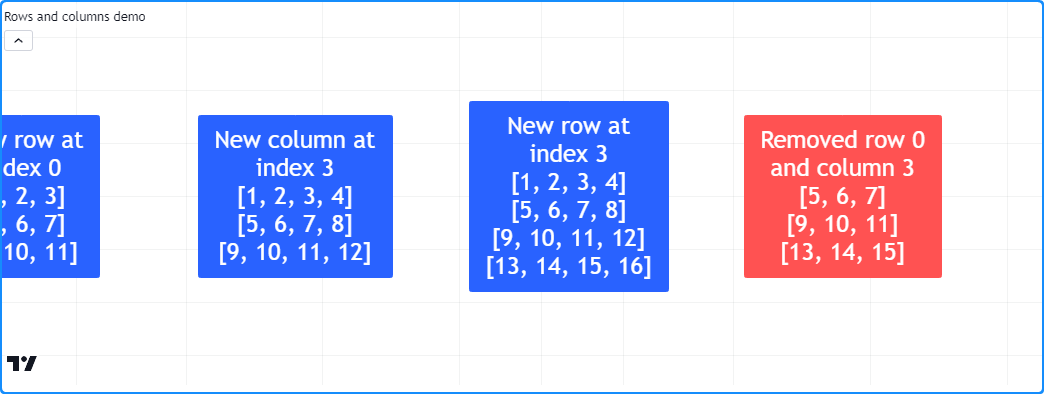 Rows and columns demo
row at
dex 0
, 2, 3]
, 6, 7]
10, 11]
New column at
index 3
[1, 2, 3, 4]
[5, 6, 7, 8]
[9, 10, 11, 12]
New row at
index 3
[1, 2, 3, 4]
[5, 6, 7, 8]
[9, 10, 11, 12]
[13, 14, 15, 16]
Removed row 0
and column 3
[5, 6, 7]
[9, 10, 11]
[13, 14, 15]